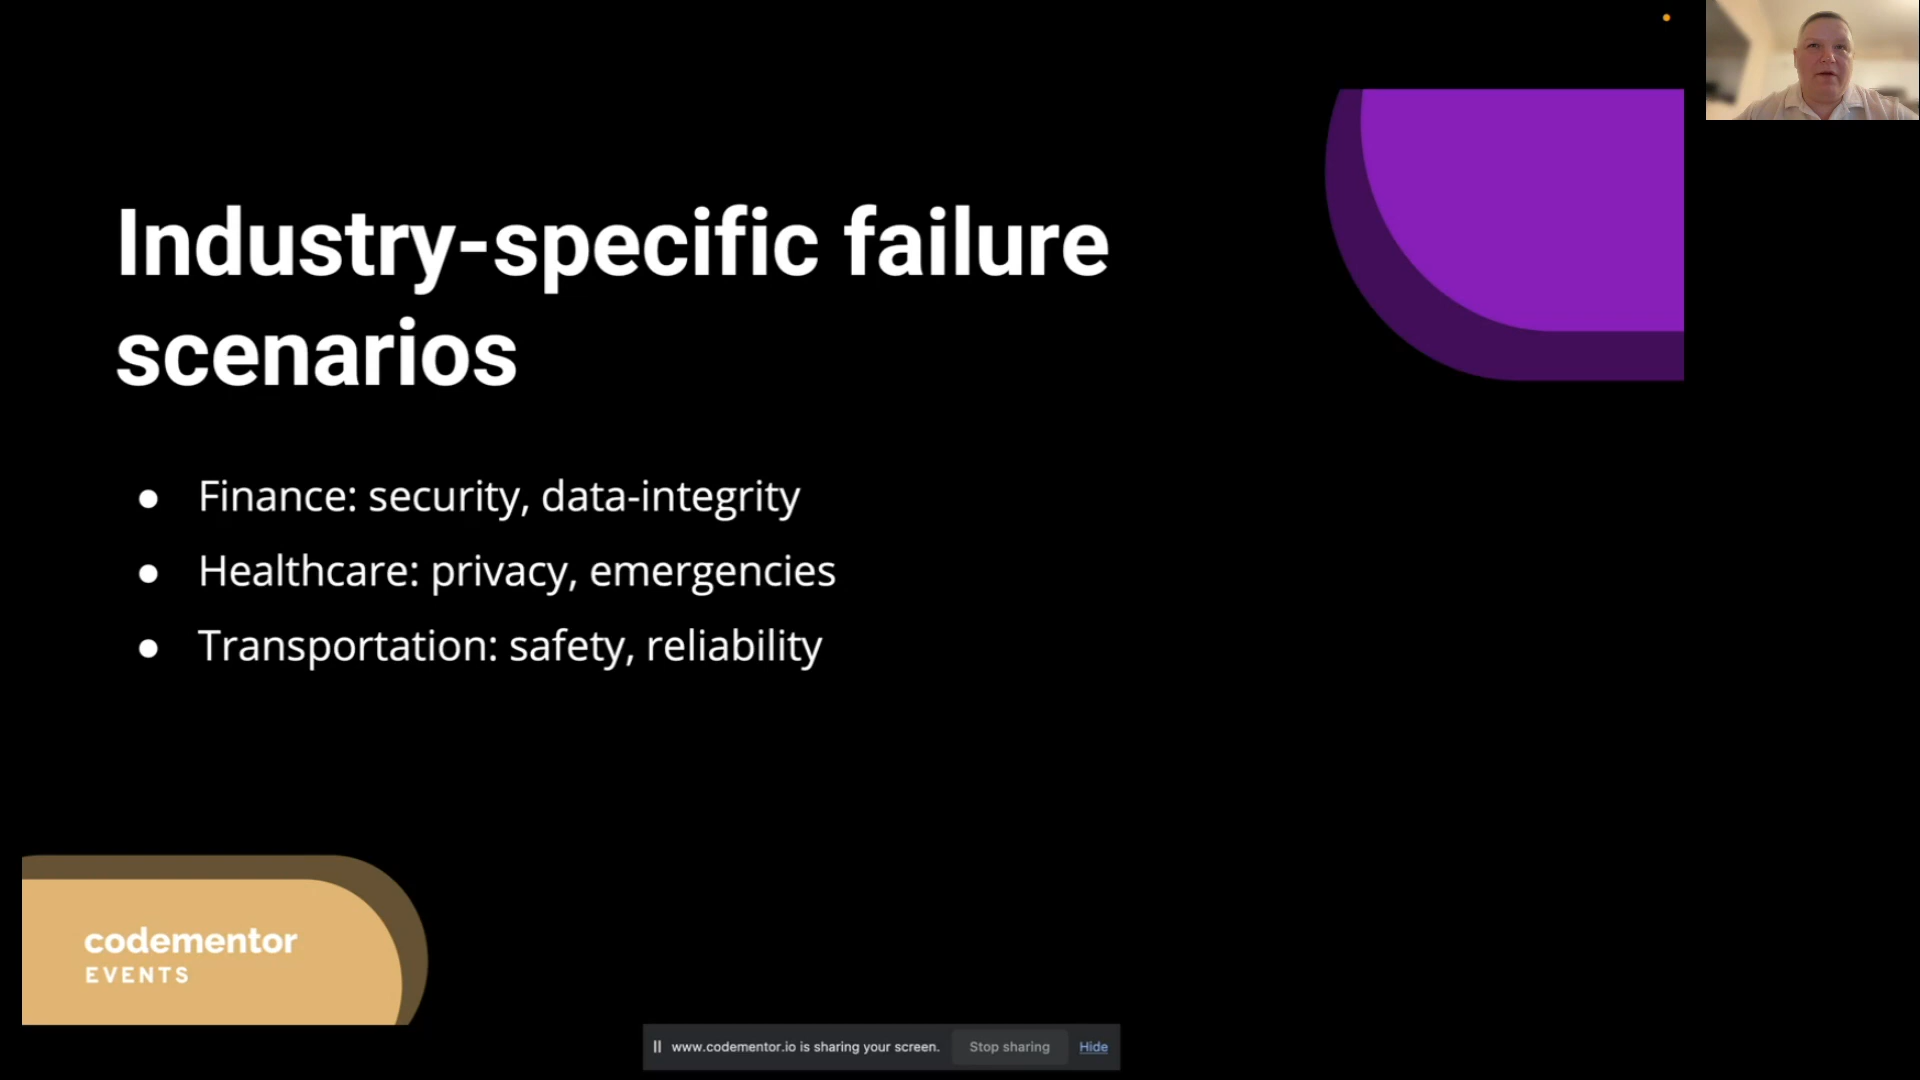 Industry-specific failure
scenarios
● Finance: security, data-integrity
● Healthcare: privacy, emergencies
● Transportation: safety, reliability
codementor
EVENTS
www.codementor.io is sharing your screen. Stop sharing Hide